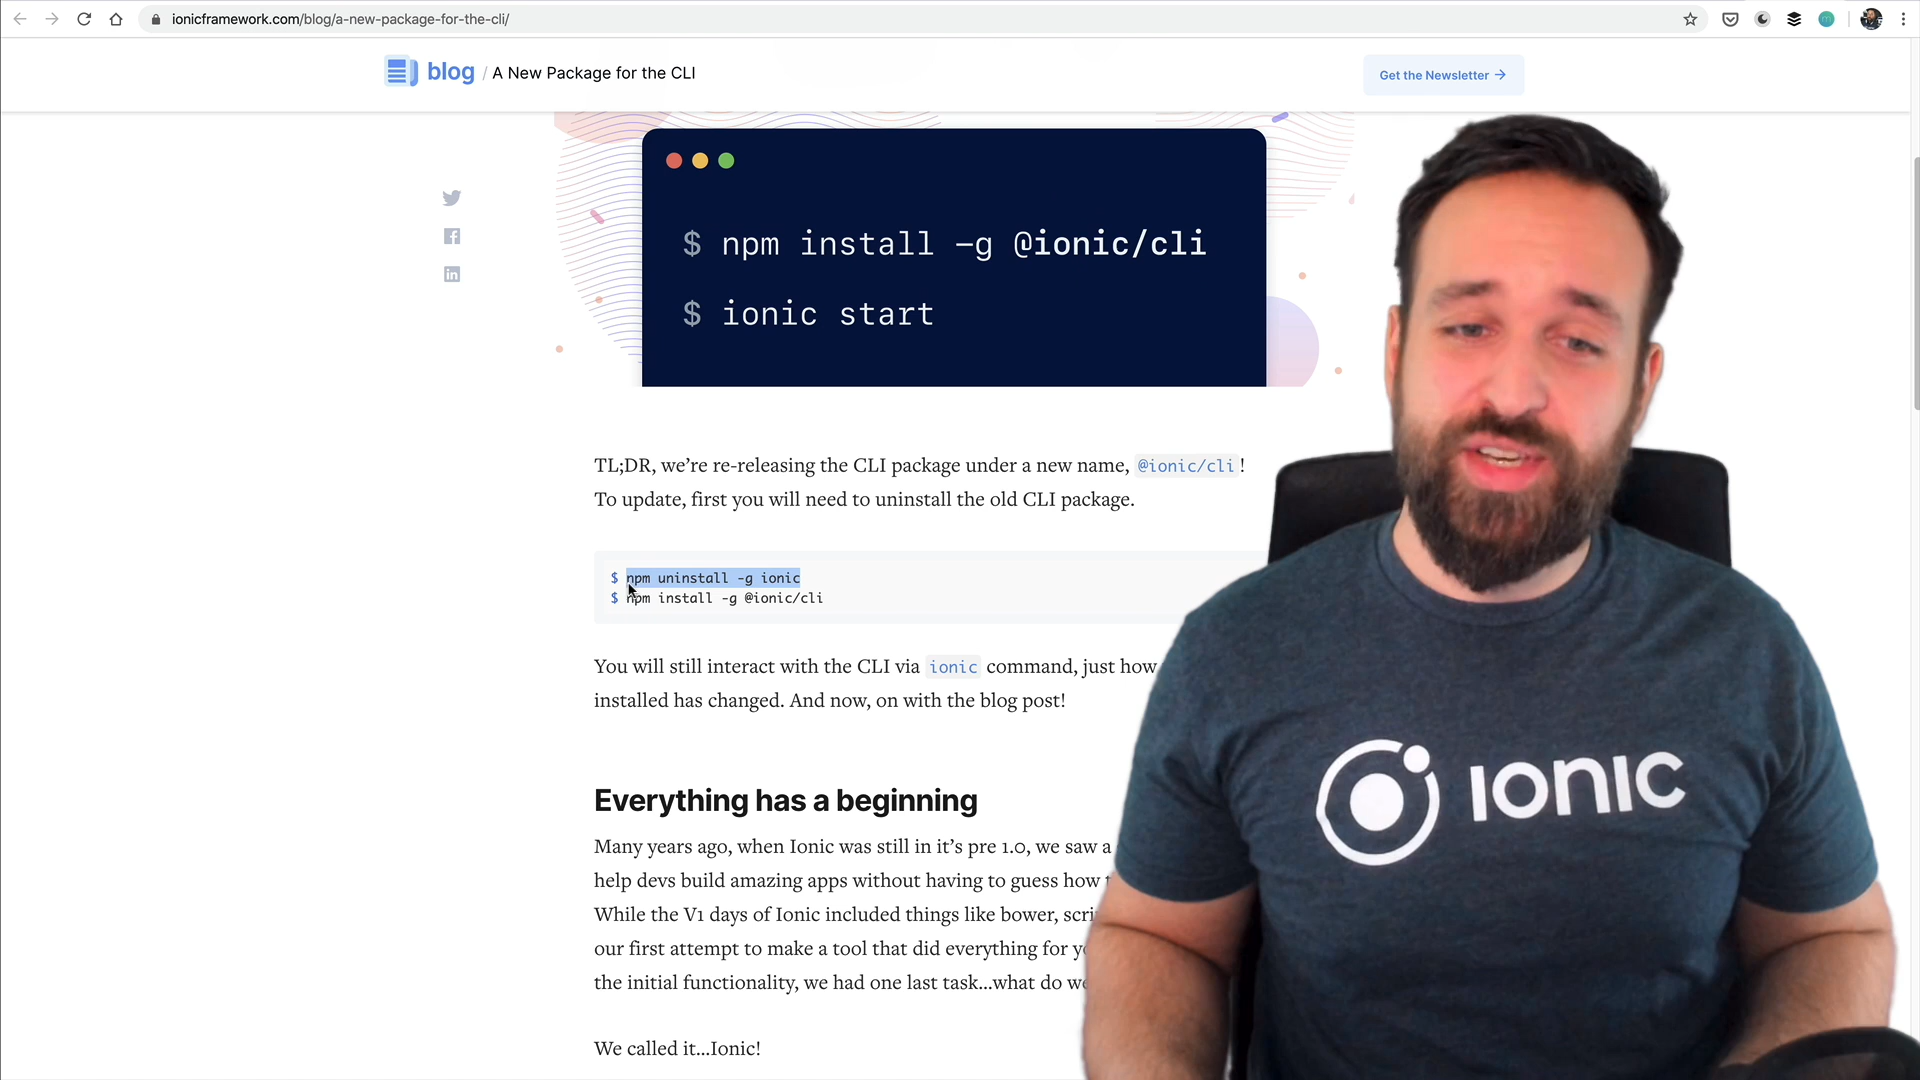 ionicframework.com/blog/a-new-package-for-the-cli/
blog / A New Package for the CLI
Get the Newsletter →
$ npm install –g @ionic/cli
$ ionic start
TL;DR, we’re re-releasing the CLI package under a new name, @ionic/cli!
To update, first you will need to uninstall the old CLI package.
$ npm uninstall -g ionic
$ npm install -g @ionic/cli
You will still interact with the CLI via ionic command, just how
installed has changed. And now, on with the blog post!
Everything has a beginning
Many years ago, when Ionic was still in it’s pre 1.0, we saw a
help devs build amazing apps without having to guess how
While the V1 days of Ionic included things like bower,
our first attempt to make a tool that did everything for
the initial functionality, we had one last task…what do
We called it…Ionic!
IONIC